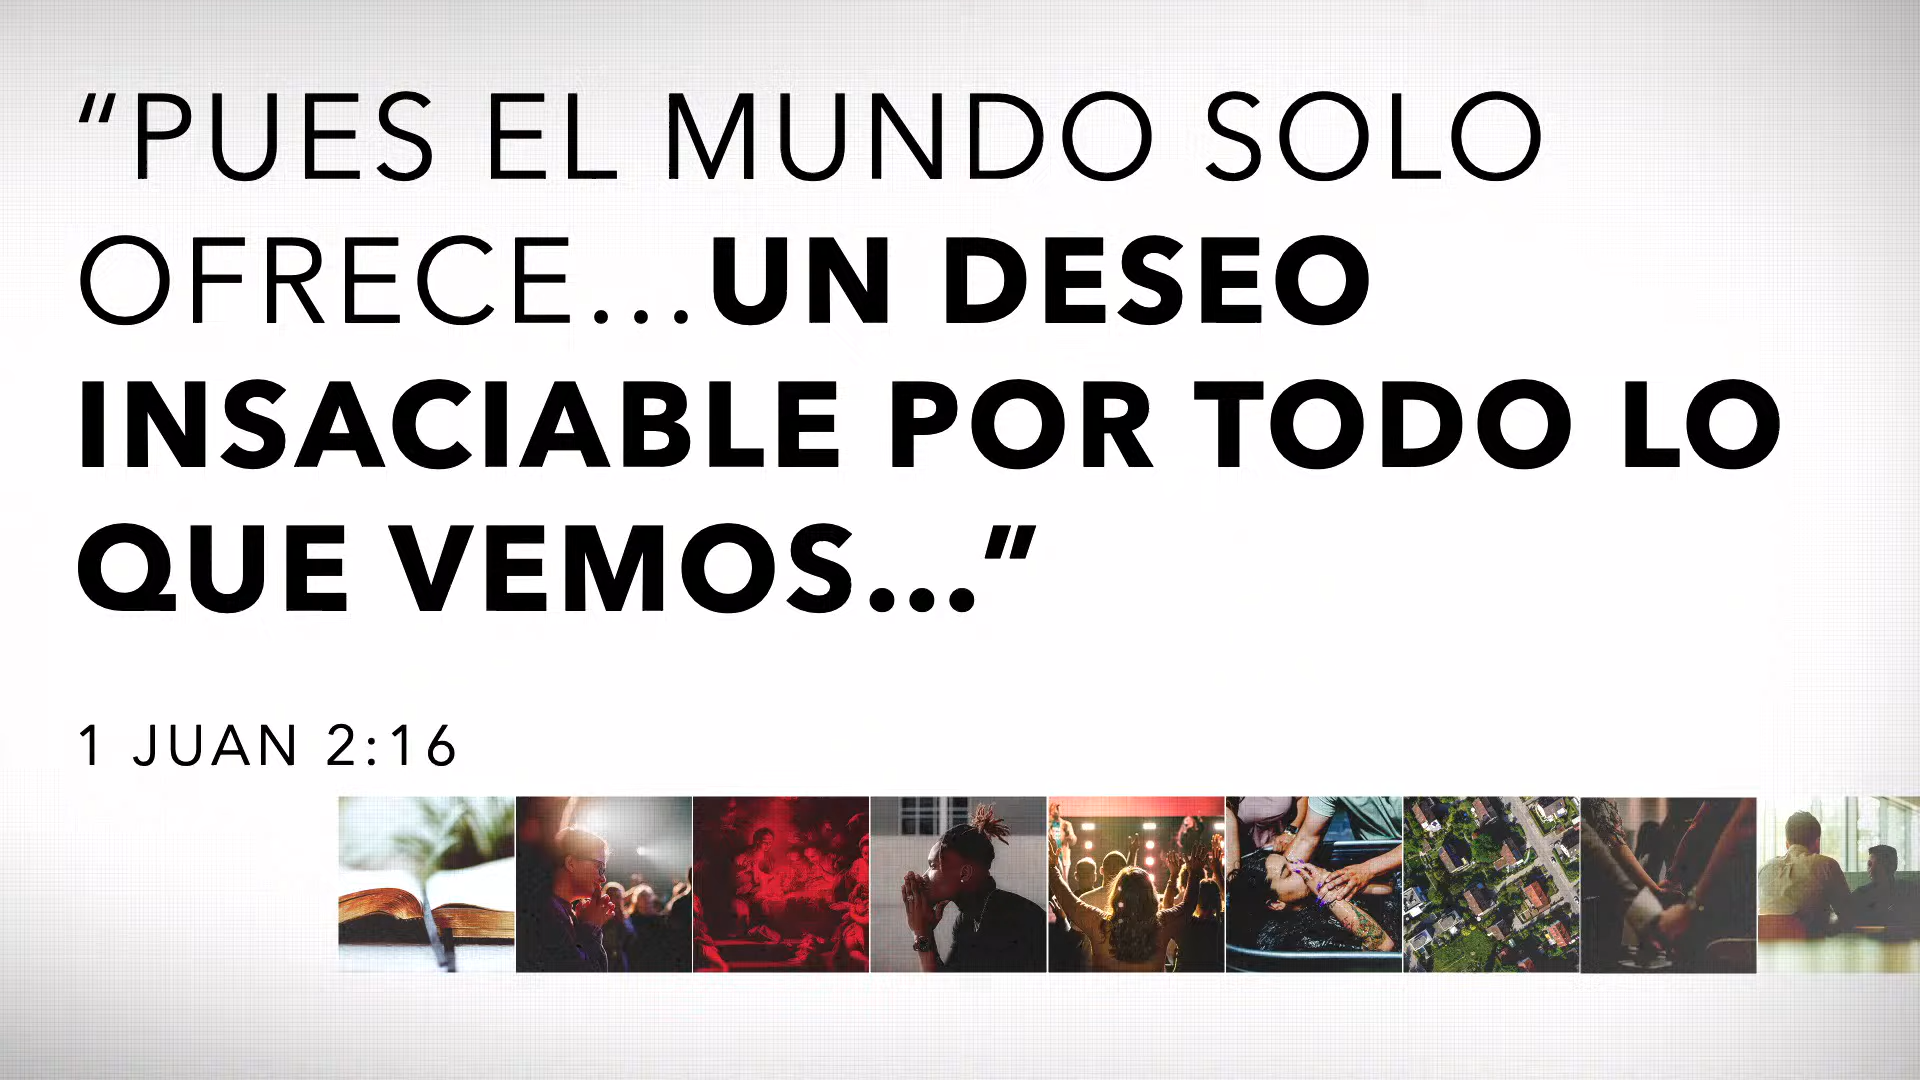 “PUES EL MUNDO SOLO
OFRECE...UN DESEO
INSACIABLE POR TODO LO
QUE VEMOS...”
1 JUAN 2:16